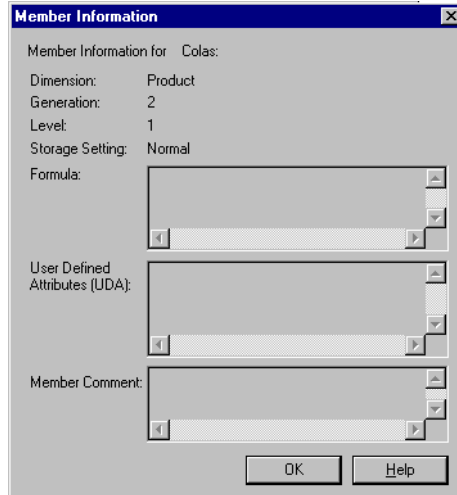 Member Information
Member Information for Colas:
Dimension: Product
Generation: 2
Level: 1
Storage Setting: Normal
Formula:
User Defined
Attributes (UDA):
Member Comment:
OK Help